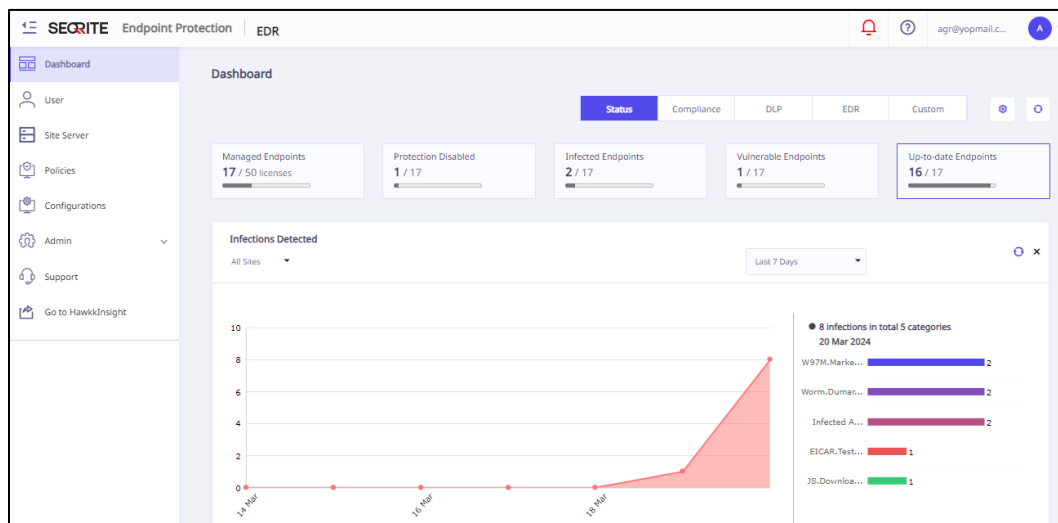 SEQRITE Endpoint Protection EDR
agr@yopmail.c... A
Dashboard
User
Site Server
Policies
Configurations
Admin
Support
Go to HawkkInsight
Dashboard
Status Compliance DLP EDR Custom
Managed Endpoints
17 / 50 licenses
Protection Disabled
1 / 17
Infected Endpoints
2 / 17
Vulnerable Endpoints
1 / 17
Up-to-date Endpoints
16 / 17
Infections Detected
All Sites
Last 7 Days
10
8
6
4
2
0
14 Mar
16 Mar
18 Mar
8 infections in total 5 categories
20 Mar 2024
W97M.Marke... 2
Worm.Dumar... 2
Infected A... 2
EICAR.Test... 1
JS.Downloa... 1